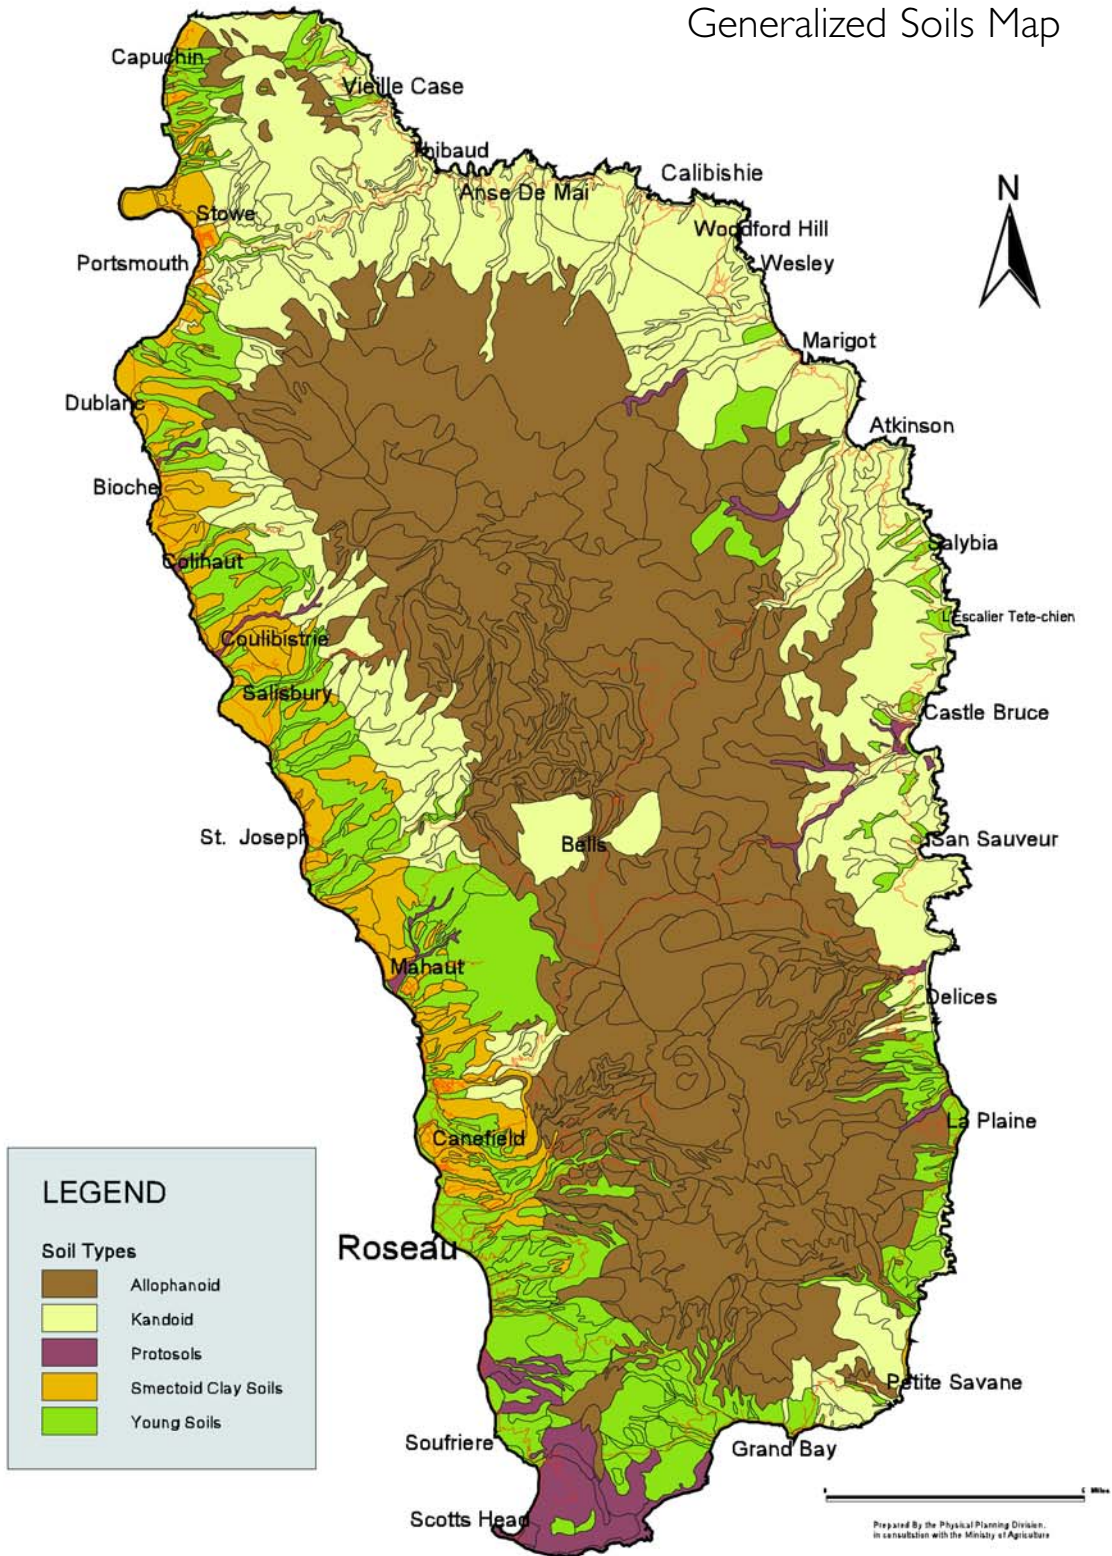 Generalized Soils Map
Capuchin
Vieille Case
Thibaud
Calibishie
Anse De Mai
N
Stowe
Woodford Hill
Portsmouth
Wesley
Marigot
Dublanc
Atkinson
Bioche
Salybia
Colihaut
L'Escalier Tete-chien
Coulibistrie
Salisbury
Castle Bruce
St. Joseph
Bells
San Sauveur
Mahaut
Delices
La Plaine
Canefield
Roseau
Petite Savane
Soufriere
Grand Bay
Scotts Head
LEGEND
Soil Types
Allophanoid
Kandoid
Protosols
Smectoid Clay Soils
Young Soils
Miles
Prepared By the Physical Planning Division,
in consultation with the Ministry of Agriculture